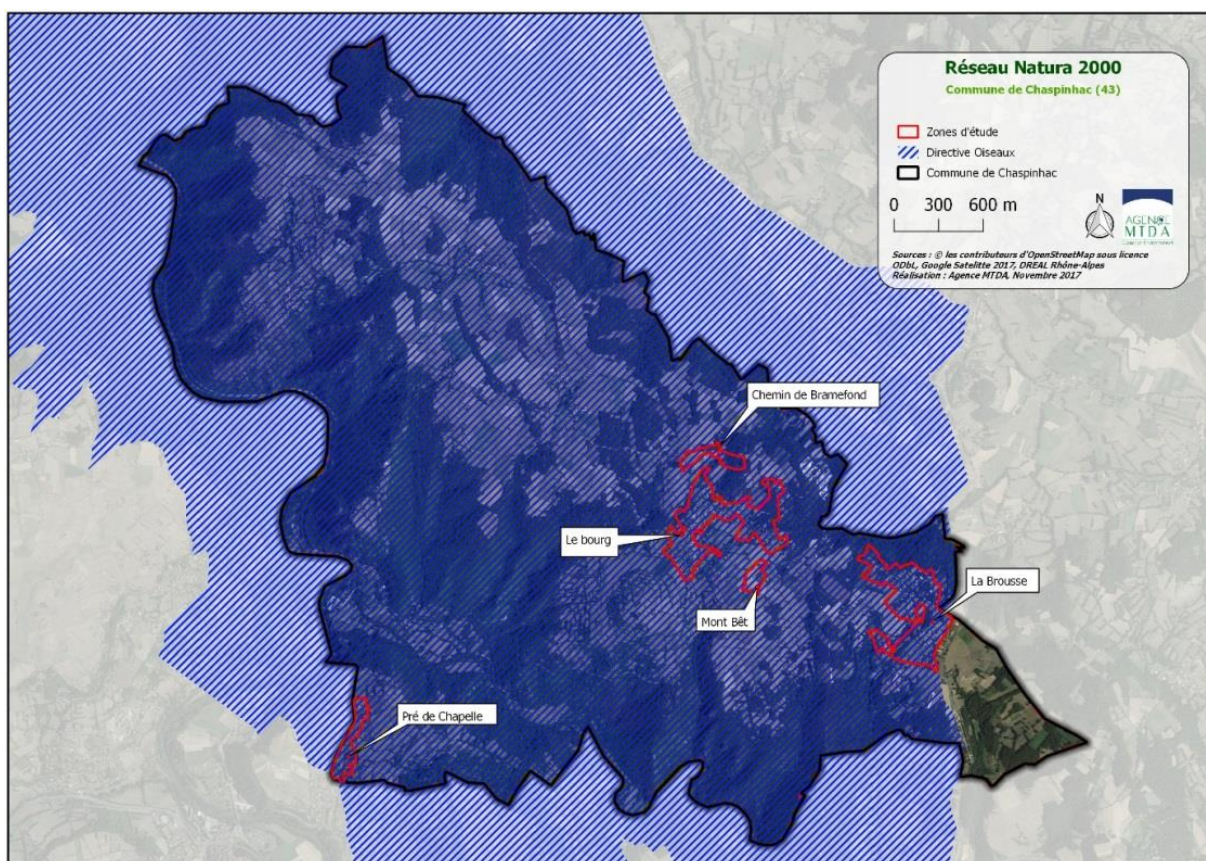 Réseau Natura 2000
Commune de Chaspinhac (43)
Zones d'étude
Directive Oiseaux
Commune de Chaspinhac
0 300 600 m
N
AGENCE
MTDA
Sources : © les contributeurs d'OpenStreetMap sous licence
ODbL, Google Satelitte 2017, DREAL Rhône-Alpes
Réalisation : Agence MTDA, Novembre 2017
Chemin de Bramefond
Le bourg
La Brousse
Mont Bêt
Pré de Chapelle